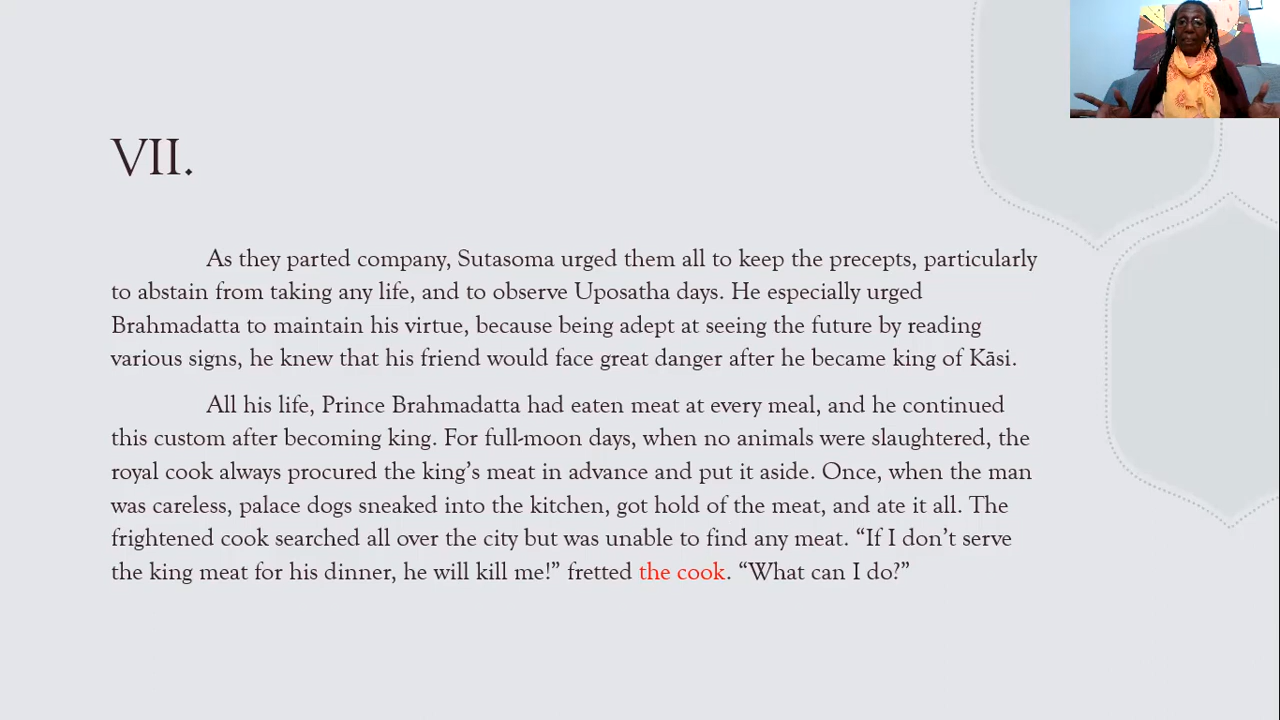 VII.
As they parted company, Sutasoma urged them all to keep the precepts, particularly
to abstain from taking any life, and to observe Uposatha days. He especially urged
Brahmadatta to maintain his virtue, because being adept at seeing the future by reading
various signs, he knew that his friend would face great danger after he became king of Kāsi.
All his life, Prince Brahmadatta had eaten meat at every meal, and he continued
this custom after becoming king. For full-moon days, when no animals were slaughtered, the
royal cook always procured the king’s meat in advance and put it aside. Once, when the man
was careless, palace dogs sneaked into the kitchen, got hold of the meat, and ate it all. The
frightened cook searched all over the city but was unable to find any meat. “If I don’t serve
the king meat for his dinner, he will kill me!” fretted the cook. “What can I do?”